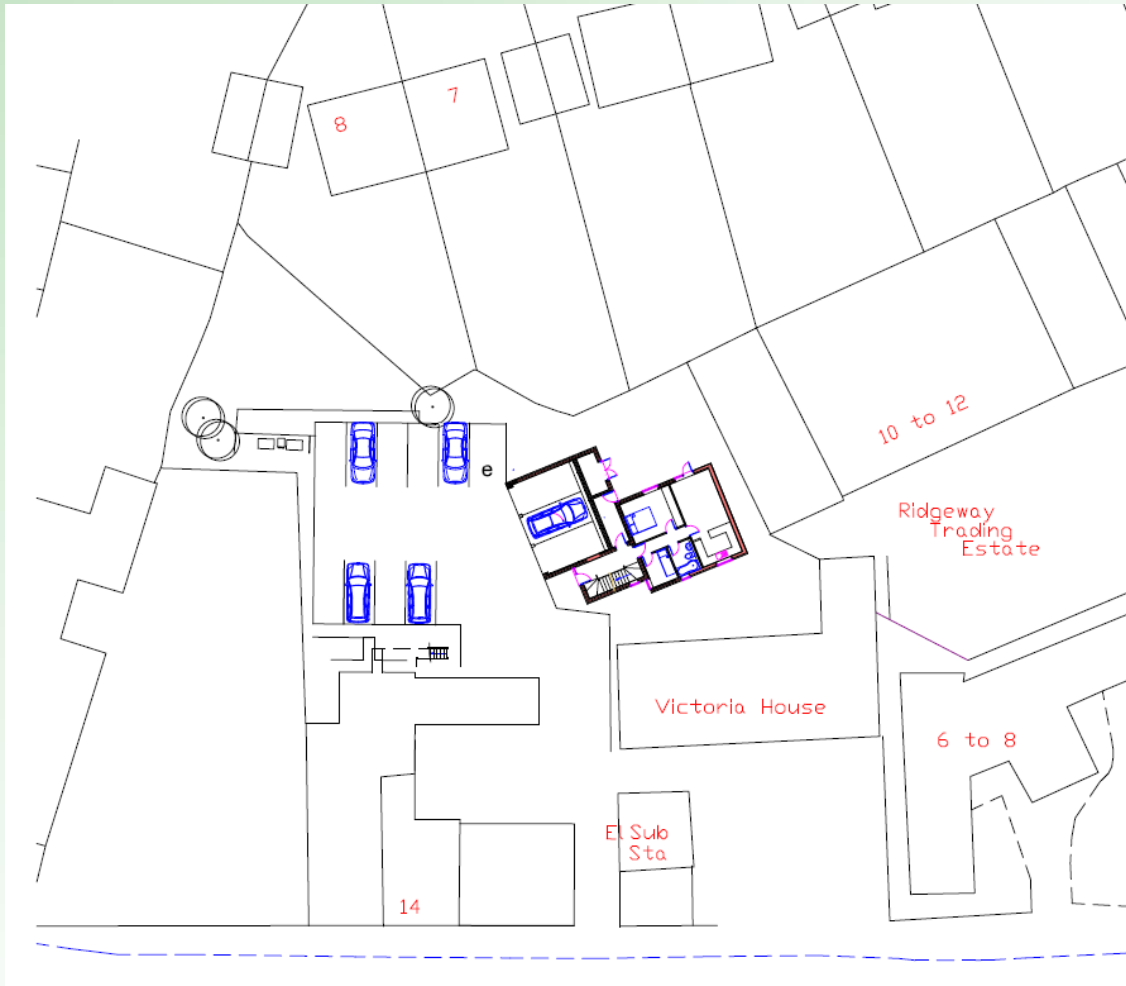 7
8
10 to 12
e
Ridgeway
Trading
Estate
Victoria House
6 to 8
El Sub
Sta
14